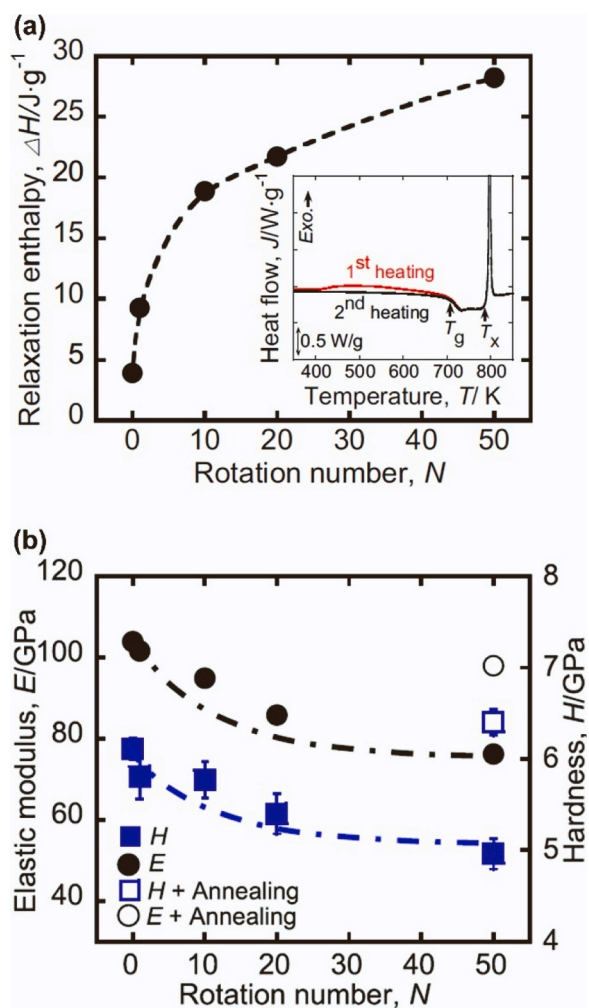 (a)
Relaxation enthalpy, ΔH/J·g⁻¹
30
25
20
15
10
5
0
Heat flow, J/W·g⁻¹
Exo.→
1st heating
2nd heating
Tg
Tx
0.5 W/g
400 500 600 700 800
Temperature, T/ K
0 10 20 30 40 50
Rotation number, N
(b)
Elastic modulus, E/GPa
120
100
80
60
40
H
E
H + Annealing
E + Annealing
8
7
6
5
4
Hardness, H/GPa
0 10 20 30 40 50
Rotation number, N